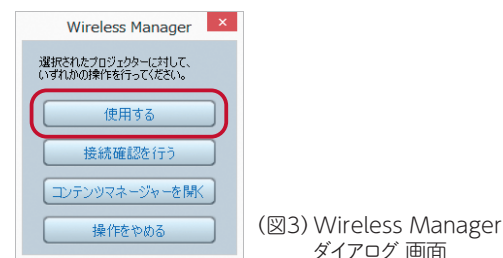 Wireless Manager
選択されたプロジェクターに対して、
いずれかの操作を行ってください。
使用する
接続確認を行う
コンテンツマネージャーを開く
操作をやめる
(図3) Wireless Manager
ダイアログ 画面